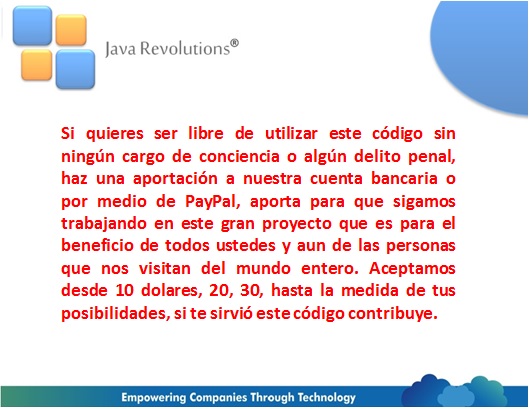 Java Revolutions®
Si quieres ser libre de utilizar este código sin
ningún cargo de conciencia o algún delito penal,
haz una aportación a nuestra cuenta bancaria o
por medio de PayPal, aporta para que sigamos
trabajando en este gran proyecto que es para el
beneficio de todos ustedes y aun de las personas
que nos visitan del mundo entero. Aceptamos
desde 10 dolares, 20, 30, hasta la medida de tus
posibilidades, si te sirvió este código contribuye.
Empowering Companies Through Technology